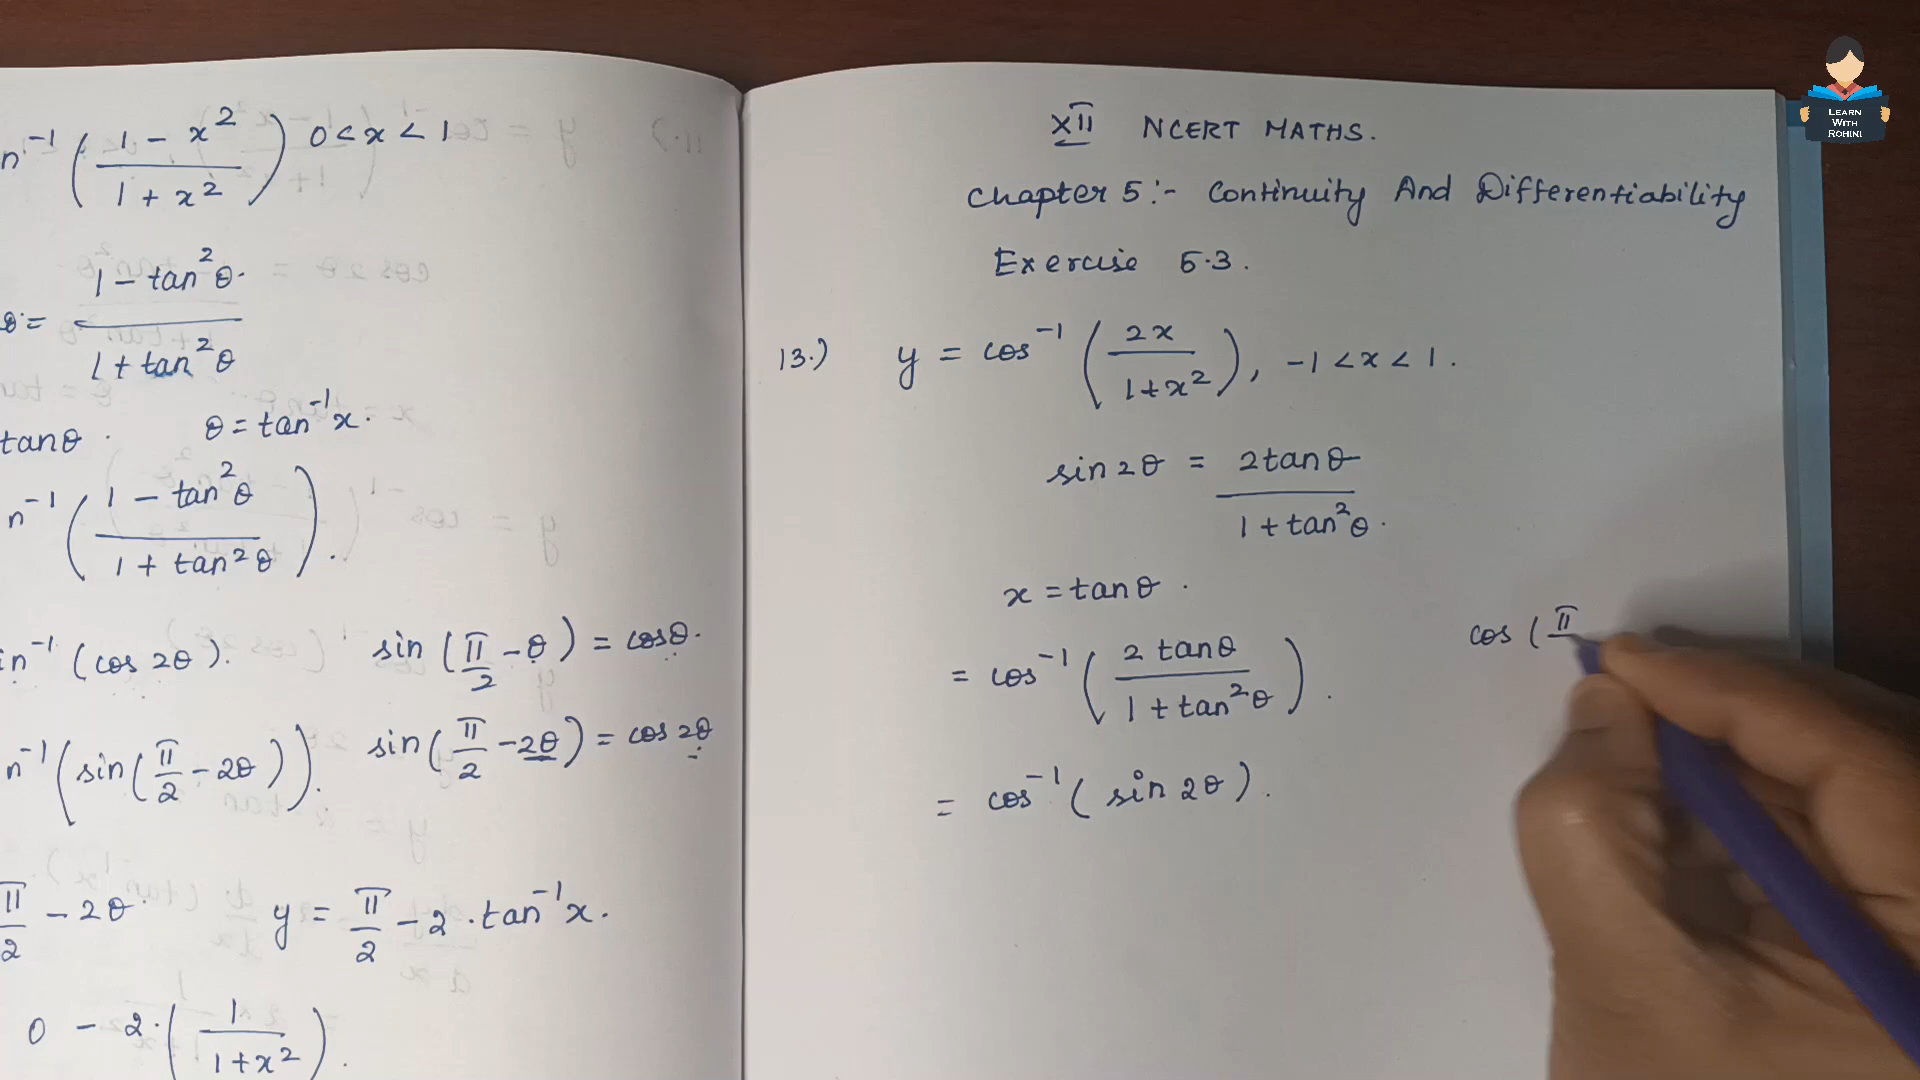 n⁻¹ ( (1 - x²) / (1 + x²) ) 0 < x < 1
θ = (1 - tan²θ) / (1 + tan²θ)
tanθ . θ = tan⁻¹x .
n⁻¹ ( (1 - tan²θ) / (1 + tan²θ) ) .
in⁻¹ (cos 2θ) . sin (π/2 - θ) = cosθ .
n⁻¹ (sin (π/2 - 2θ)) . sin (π/2 - 2θ) = cos 2θ
π/2 - 2θ . y = π/2 - 2 . tan⁻¹x .
0 - 2 . ( 1 / (1 + x²) ) .
XII NCERT MATHS.
Chapter 5 :- Continuity And Differentiability
Exercise 5.3 .
13.) y = cos⁻¹ ( 2x / (1+x²) ) , -1 < x < 1 .
sin 2θ = 2tanθ / (1 + tan²θ) .
x = tanθ .
= cos⁻¹ ( 2 tanθ / (1 + tan²θ) ) . cos ( π
= cos⁻¹ ( sin 2θ ) .
LEARN
WITH
ROHINI